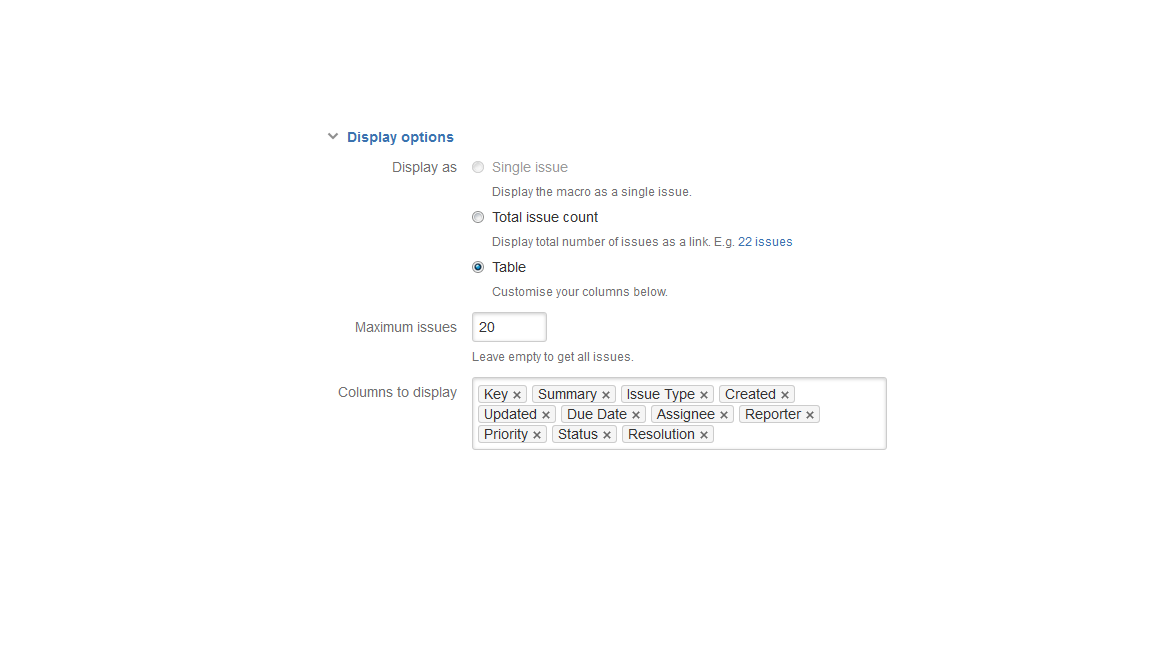 Display options
Display as Single issue
Display the macro as a single issue.
Total issue count
Display total number of issues as a link. E.g. 22 issues
Table
Customise your columns below.
Maximum issues 20
Leave empty to get all issues.
Columns to display Key × Summary × Issue Type × Created ×
Updated × Due Date × Assignee × Reporter ×
Priority × Status × Resolution ×